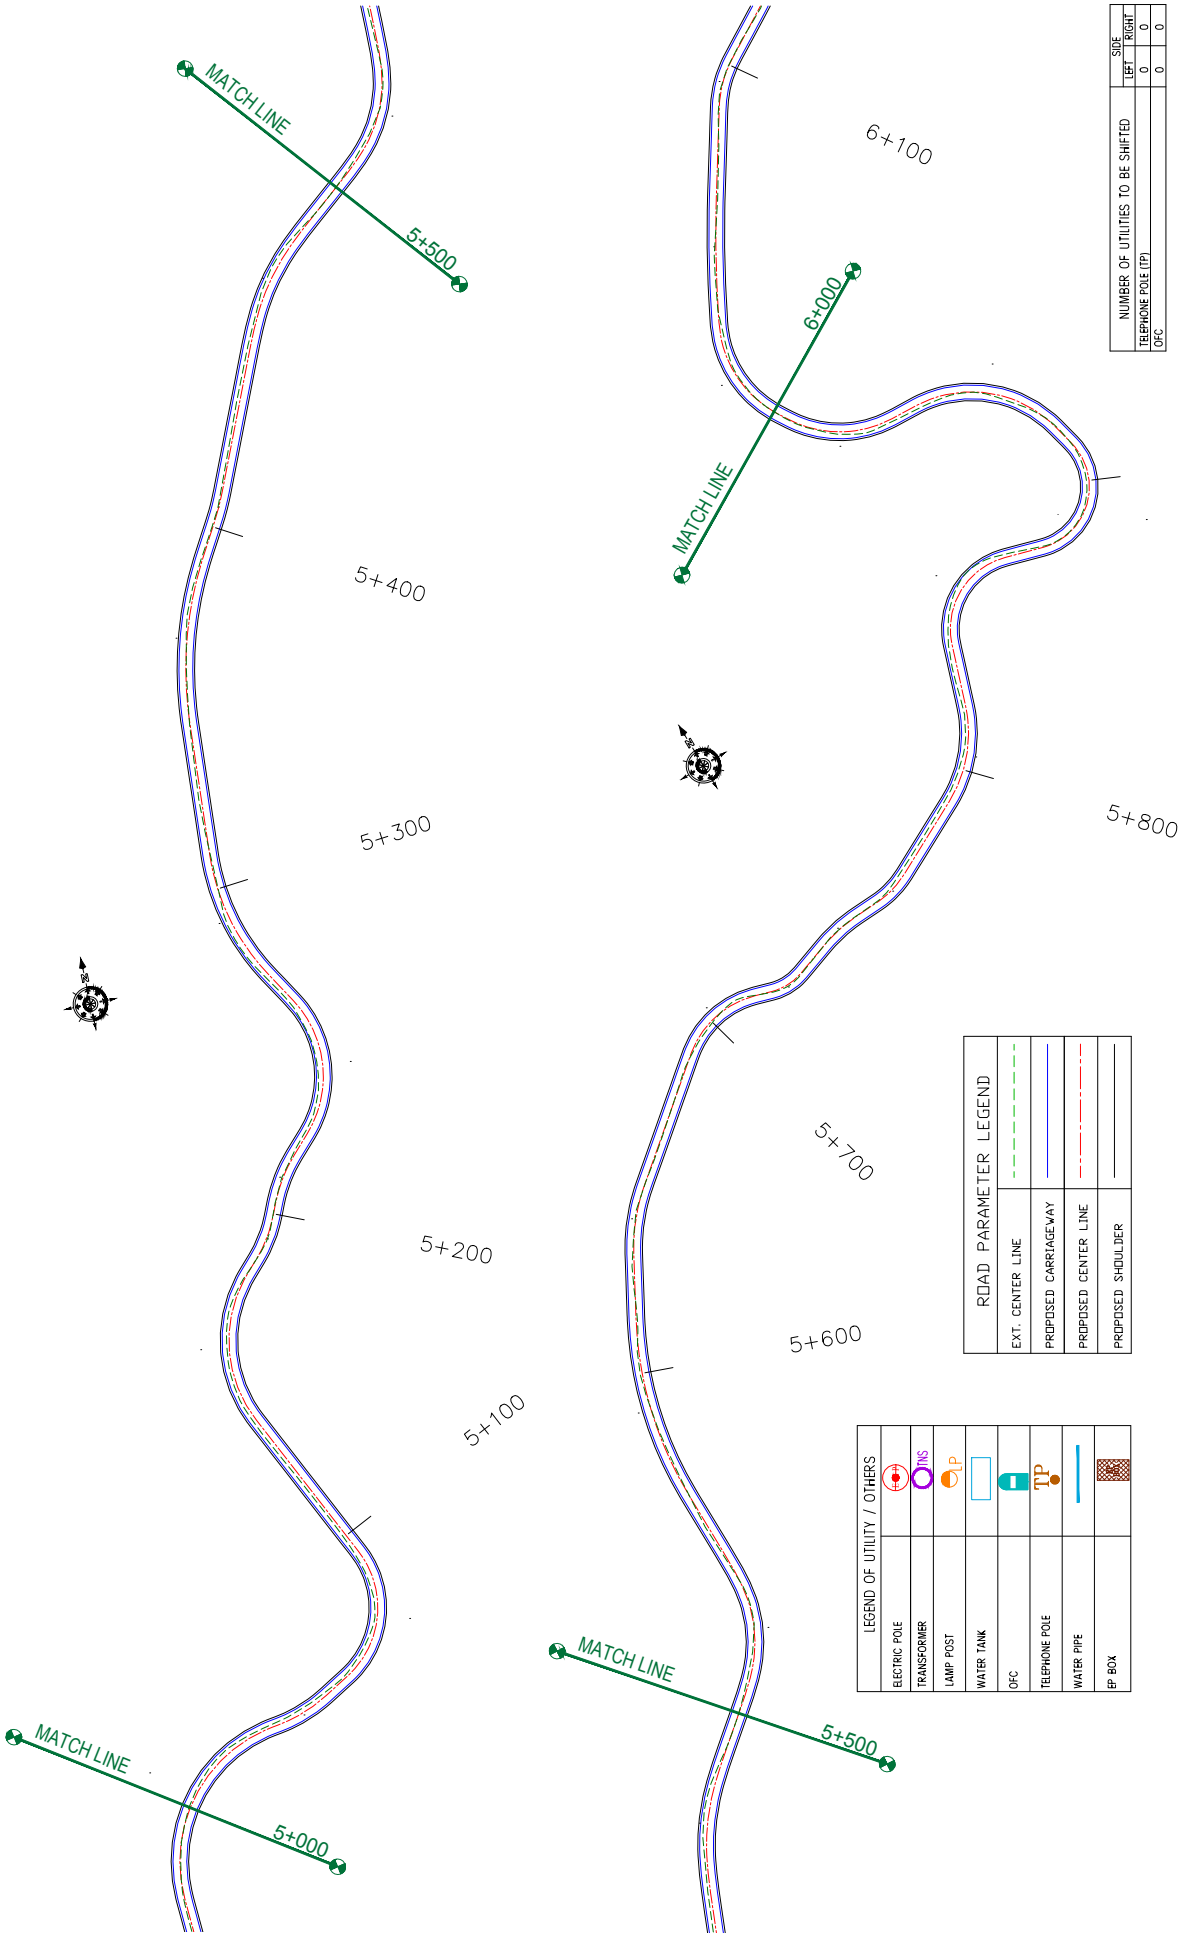 MATCH LINE
5+500
5+400
5+300
N
5+200
5+100
MATCH LINE
5+000
6+100
6+000
MATCH LINE
N
5+800
5+700
5+600
MATCH LINE
5+500
NUMBER OF UTILITIES TO BE SHIFTED
SIDE
LEFT
RIGHT
TELEPHONE POLE (TP) 0 0
OFC 0 0
ROAD PARAMETER LEGEND
EXT. CENTER LINE
PROPOSED CARRIAGEWAY
PROPOSED CENTER LINE
PROPOSED SHOULDER
LEGEND OF UTILITY / OTHERS
ELECTRIC POLE
TRANSFORMER TNS
LAMP POST LP
WATER TANK
OFC
TELEPHONE POLE TP
WATER PIPE
EP BOX